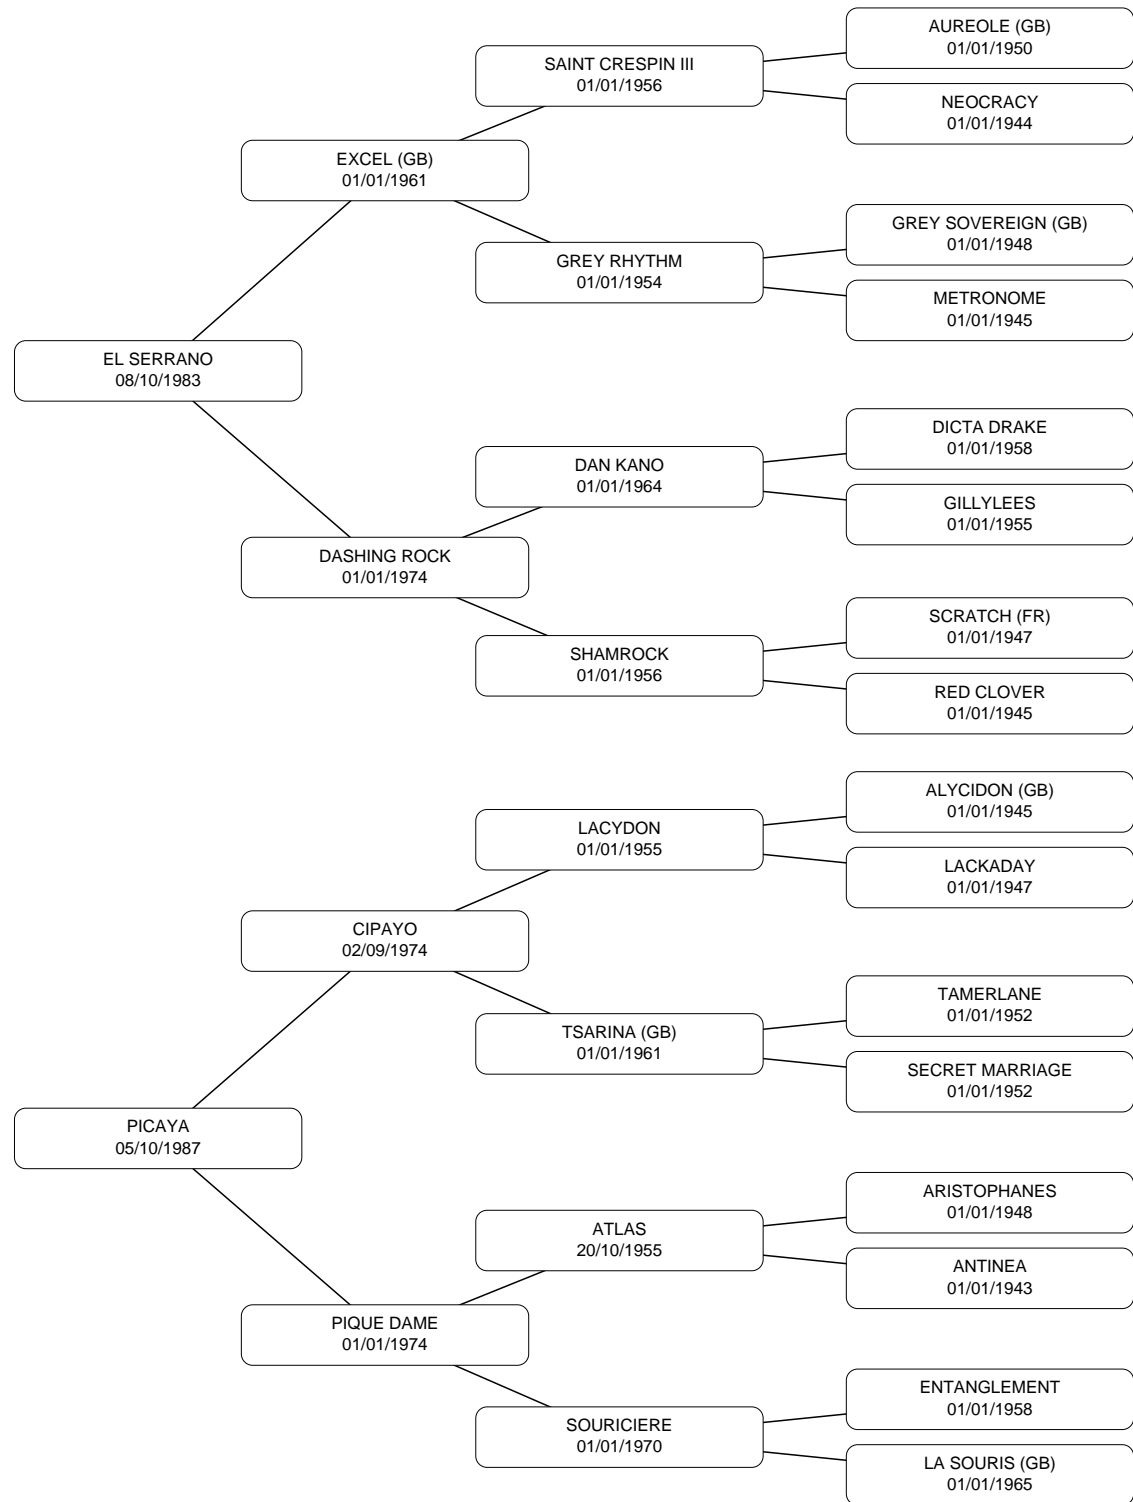 AUREOLE (GB)
01/01/1950
SAINT CRESPIN III
01/01/1956
NEOCRACY
01/01/1944
EXCEL (GB)
01/01/1961
GREY SOVEREIGN (GB)
01/01/1948
GREY RHYTHM
01/01/1954
METRONOME
01/01/1945
EL SERRANO
08/10/1983
DICTA DRAKE
01/01/1958
DAN KANO
01/01/1964
GILLYLEES
01/01/1955
DASHING ROCK
01/01/1974
SCRATCH (FR)
01/01/1947
SHAMROCK
01/01/1956
RED CLOVER
01/01/1945
ALYCIDON (GB)
01/01/1945
LACYDON
01/01/1955
LACKADAY
01/01/1947
CIPAYO
02/09/1974
TAMERLANE
01/01/1952
TSARINA (GB)
01/01/1961
SECRET MARRIAGE
01/01/1952
PICAYA
05/10/1987
ARISTOPHANES
01/01/1948
ATLAS
20/10/1955
ANTINEA
01/01/1943
PIQUE DAME
01/01/1974
ENTANGLEMENT
01/01/1958
SOURICIERE
01/01/1970
LA SOURIS (GB)
01/01/1965